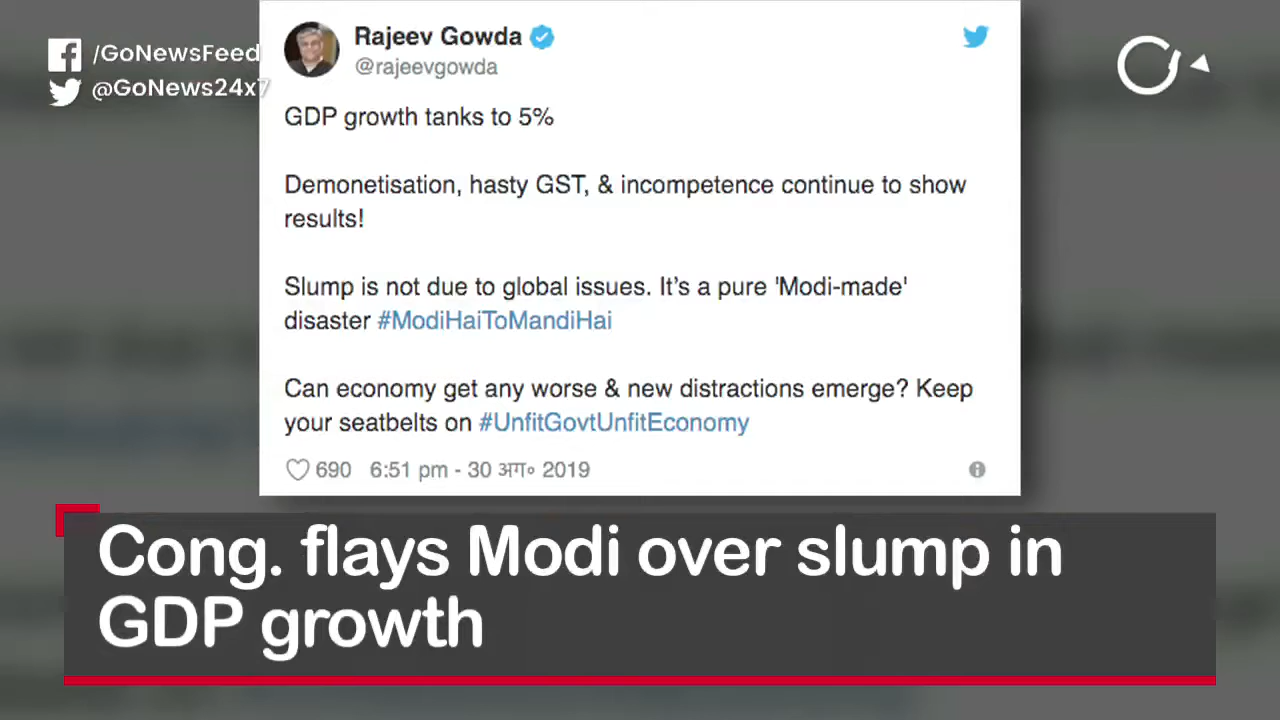 /GoNewsFeed
@GoNews24x7
Rajeev Gowda
@rajeevgowda
GDP growth tanks to 5%
Demonetisation, hasty GST, & incompetence continue to show
results!
Slump is not due to global issues. It’s a pure 'Modi-made'
disaster #ModiHaiToMandiHai
Can economy get any worse & new distractions emerge? Keep
your seatbelts on #UnfitGovtUnfitEconomy
690 6:51 pm - 30 अग॰ 2019
Cong. flays Modi over slump in
GDP growth